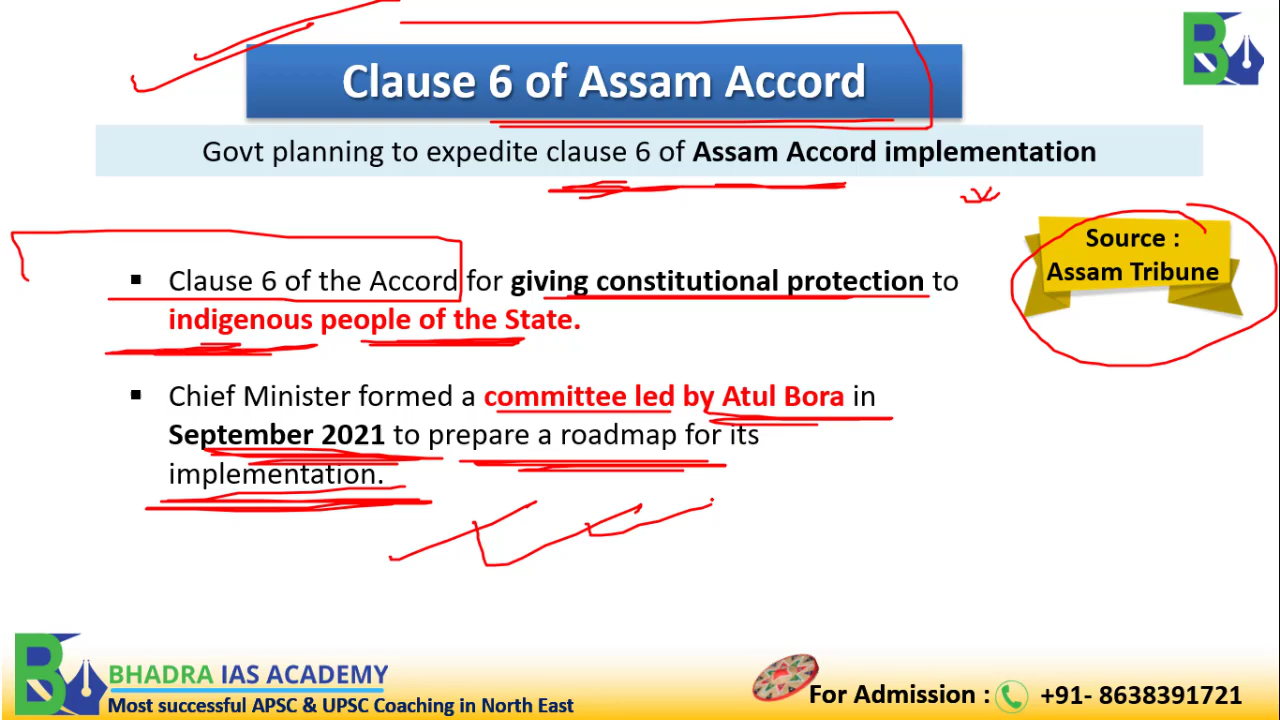 Clause 6 of Assam Accord
Govt planning to expedite clause 6 of Assam Accord implementation
Source :
Assam Tribune
▪ Clause 6 of the Accord for giving constitutional protection to
indigenous people of the State.
▪ Chief Minister formed a committee led by Atul Bora in
September 2021 to prepare a roadmap for its
implementation.
BHADRA IAS ACADEMY
Most successful APSC & UPSC Coaching in North East
For Admission : +91- 8638391721